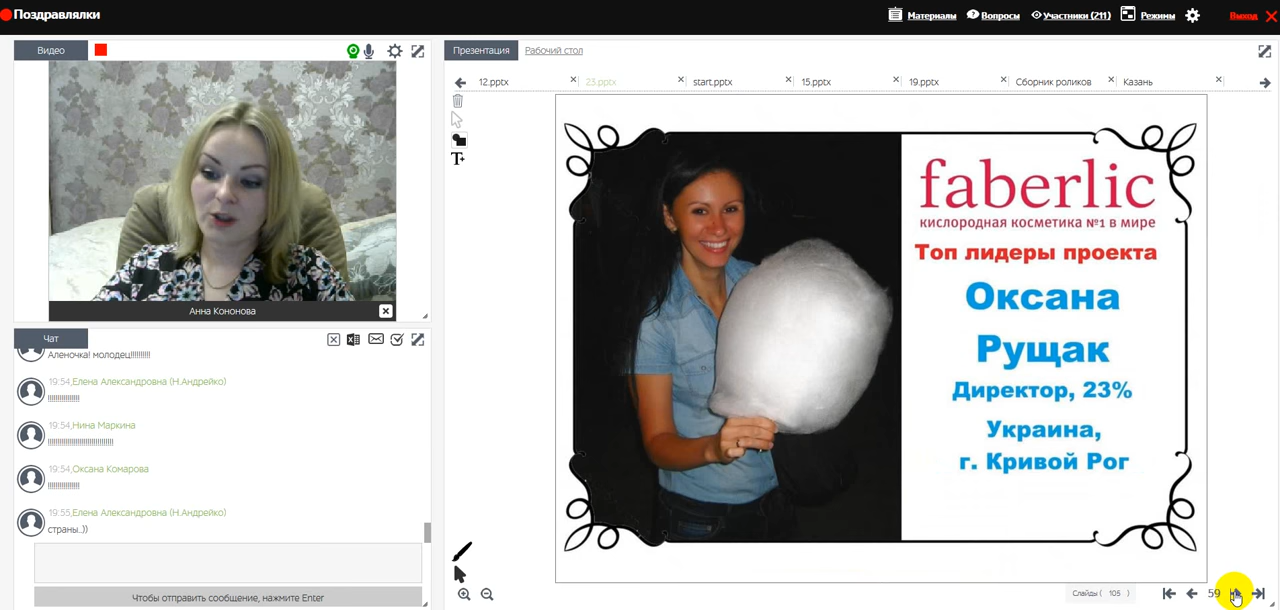 Поздравлялки
Материалы
Вопросы
Участники (211)
Режимы
Выход
Видео
Анна Кононова
Чат
Аленочка! молодец!!!!!!!!!!
19:54,Елена Александровна (Н.Андрейко)
!!!!!!!!!!!!!!!!
19:54,Нина Маркина
!!!!!!!!!!!!!!!!!!!!!!!!!!!!!!!!!
19:54,Оксана Комарова
!!!!!!!!!!!!!!!!
19:55,Елена Александровна (Н.Андрейко)
страны..))
Чтобы отправить сообщение, нажмите Enter
Презентация
Рабочий стол
12.pptx
23.pptx
start.pptx
15.pptx
19.pptx
Сборник роликов
Казань
faberlic
кислородная косметика №1 в мире
Топ лидеры проекта
Оксана
Рущак
Директор, 23%
Украина,
г. Кривой Рог
Слайды ( 105 )
59